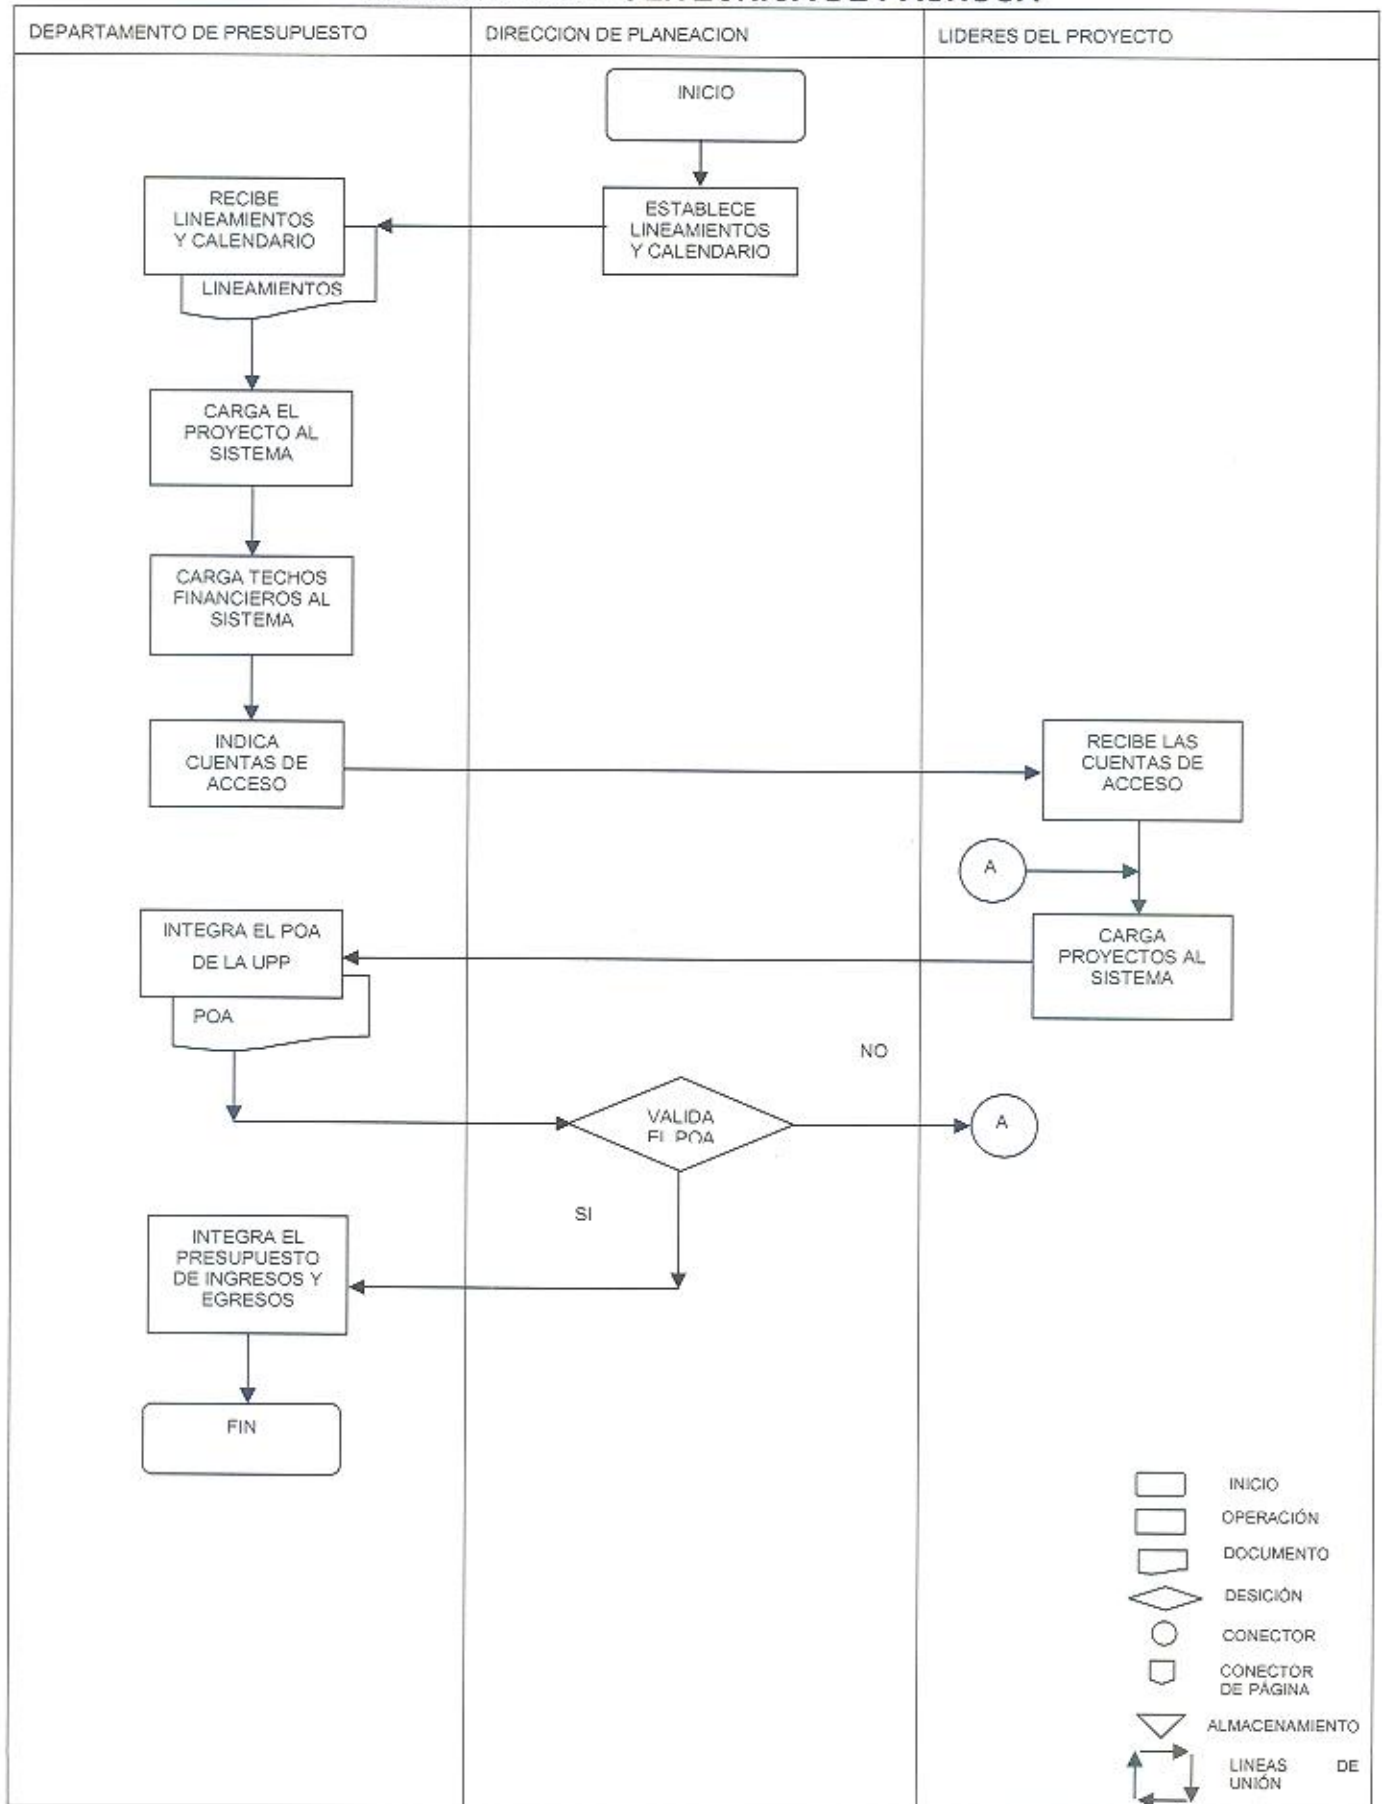 DE PACHUCA
DEPARTAMENTO DE PRESUPUESTO
DIRECCION DE PLANEACION
LIDERES DEL PROYECTO
INICIO
RECIBE
LINEAMIENTOS
Y CALENDARIO
ESTABLECE
LINEAMIENTOS
Y CALENDARIO
LINEAMIENTOS
CARGA EL
PROYECTO AL
SISTEMA
CARGA TECHOS
FINANCIEROS AL
SISTEMA
INDICA
CUENTAS DE
ACCESO
RECIBE LAS
CUENTAS DE
ACCESO
A
INTEGRA EL POA
DE LA UPP
CARGA
PROYECTOS AL
SISTEMA
POA
NO
VALIDA
EL POA
A
SI
INTEGRA EL
PRESUPUESTO
DE INGRESOS Y
EGRESOS
FIN
INICIO
OPERACIÓN
DOCUMENTO
DESICIÓN
CONECTOR
CONECTOR
DE PÁGINA
ALMACENAMIENTO
LINEAS DE
UNIÓN